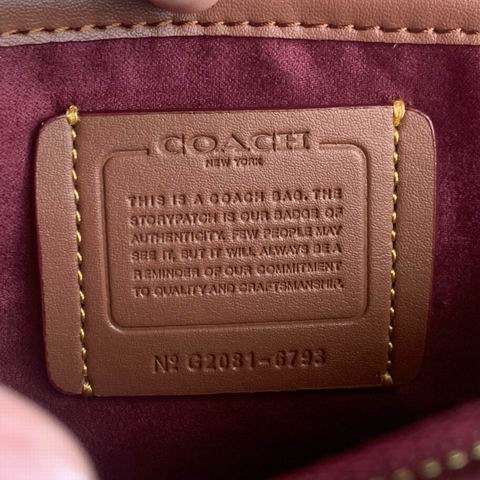 COACH
NEW YORK
THIS IS A COACH BAG. THE
STORYPATCH IS OUR BADGE OF
AUTHENTICITY. FEW PEOPLE MAY
SEE IT, BUT IT WILL ALWAYS BE A
REMINDER OF OUR COMMITMENT
TO QUALITY AND CRAFTSMANSHIP.
Nº G2081-6793